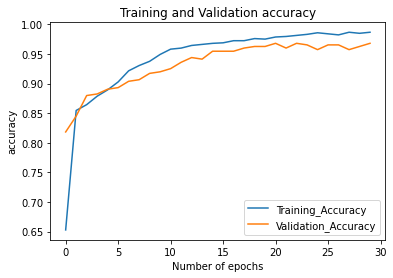 Training and Validation accuracy
1.00
0.95
0.90
0.85
0.80
0.75
0.70
0.65
accuracy
Training_Accuracy
Validation_Accuracy
0 5 10 15 20 25 30
Number of epochs